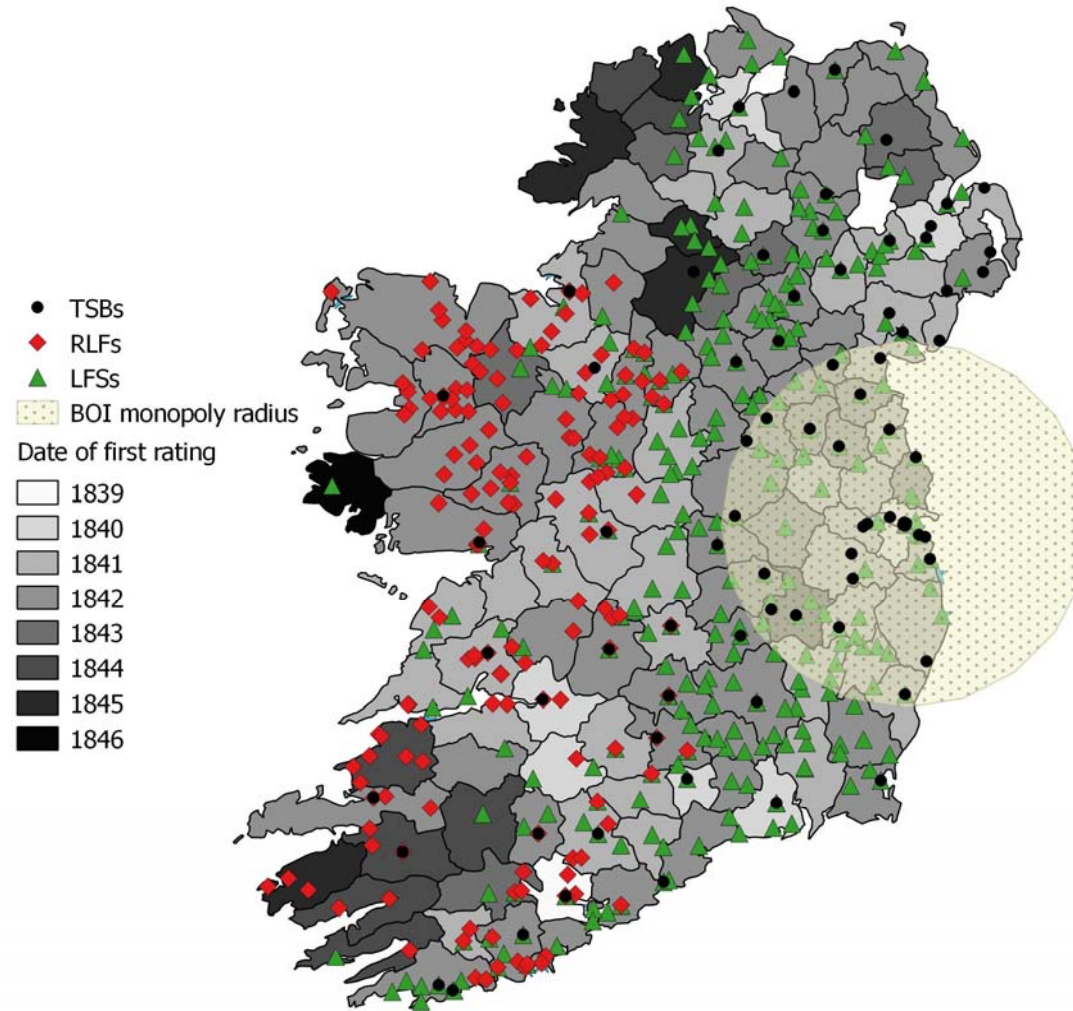 TSBs
RLFs
LFSs
BOI monopoly radius
Date of first rating
1839
1840
1841
1842
1843
1844
1845
1846